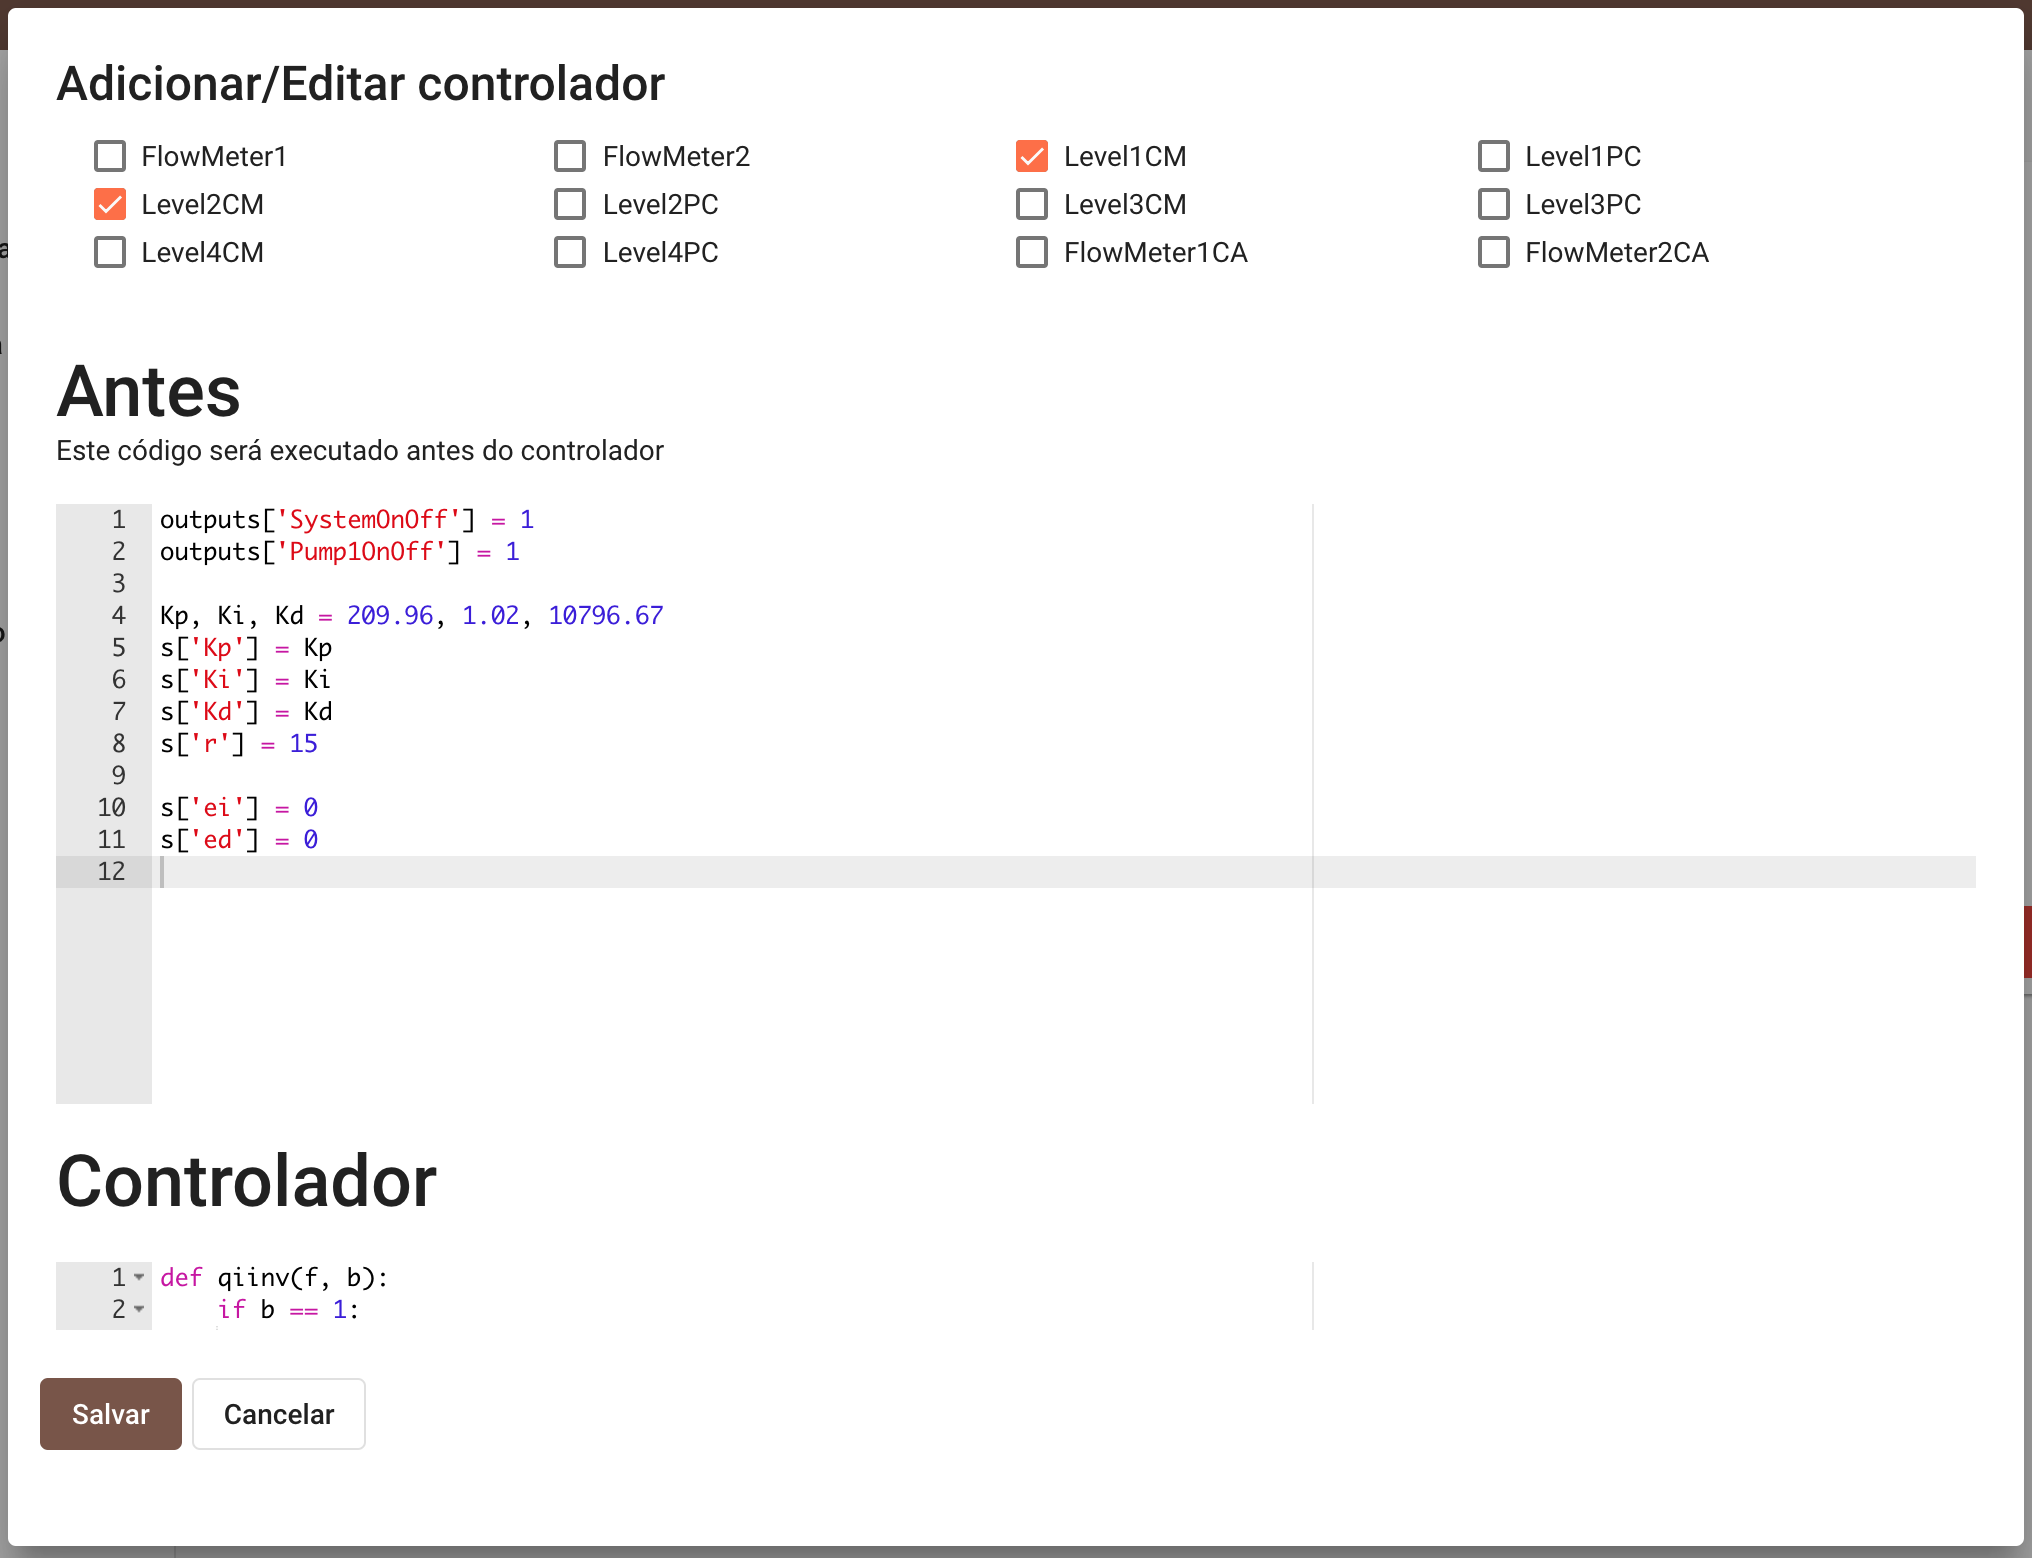 Adicionar/Editar controlador
FlowMeter1 FlowMeter2 Level1CM Level1PC
Level2CM Level2PC Level3CM Level3PC
Level4CM Level4PC FlowMeter1CA FlowMeter2CA
Antes
Este código será executado antes do controlador
1 outputs['SystemOnOff'] = 1
2 outputs['Pump1OnOff'] = 1
3
4 Kp, Ki, Kd = 209.96, 1.02, 10796.67
5 s['Kp'] = Kp
6 s['Ki'] = Ki
7 s['Kd'] = Kd
8 s['r'] = 15
9
10 s['ei'] = 0
11 s['ed'] = 0
12
Controlador
1 def qiinv(f, b):
2 if b == 1:
Salvar Cancelar